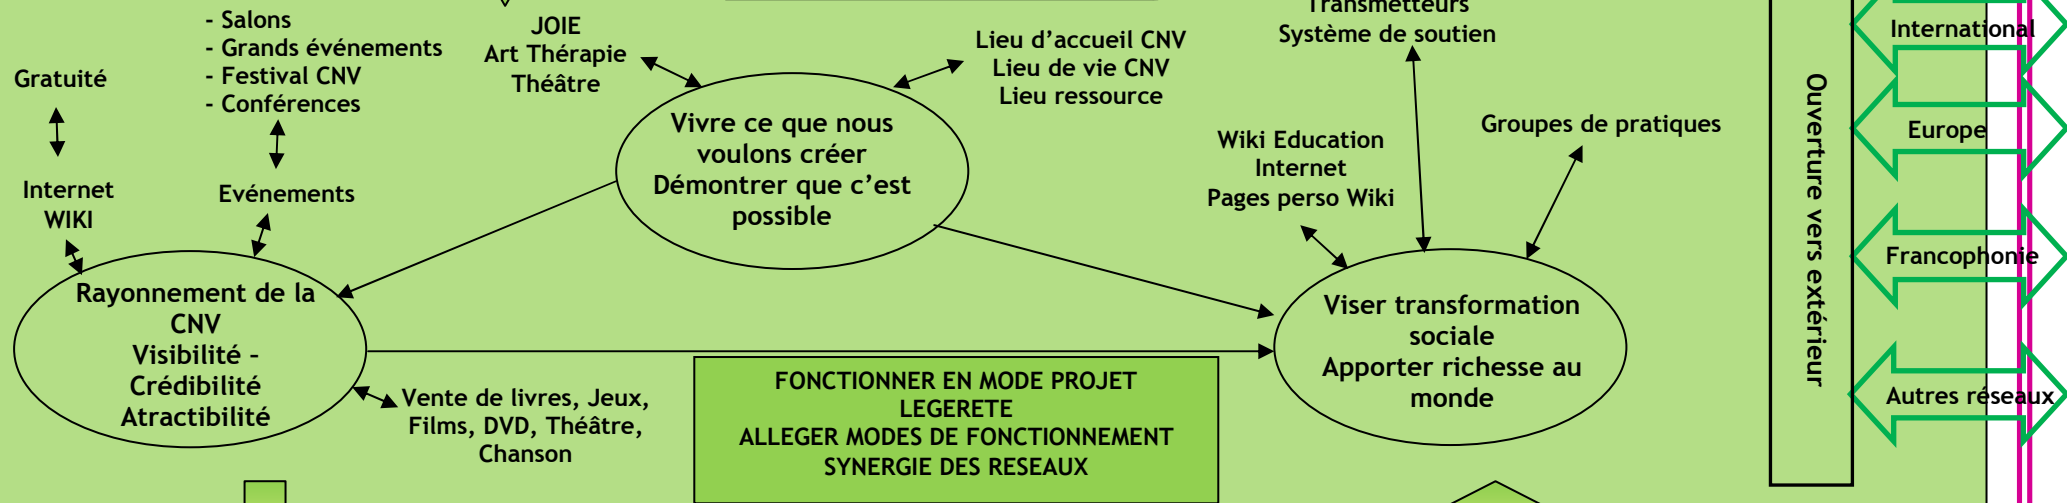 - Salons
- Grands événements
- Festival CNV
- Conférences
Gratuité
Internet
WIKI
Evénements
JOIE
Art Thérapie
Théâtre
Lieu d’accueil CNV
Lieu de vie CNV
Lieu ressource
Transmetteurs
Système de soutien
Vivre ce que nous
voulons créer
Démontrer que c’est
possible
Wiki Education
Internet
Pages perso Wiki
Groupes de pratiques
Rayonnement de la
CNV
Visibilité –
Crédibilité
Atractibilité
Vente de livres, Jeux,
Films, DVD, Théâtre,
Chanson
FONCTIONNER EN MODE PROJET
LEGERETE
ALLEGER MODES DE FONCTIONNEMENT
SYNERGIE DES RESEAUX
Viser transformation
sociale
Apporter richesse au
monde
Ouverture vers extérieur
International
Europe
Francophonie
Autres réseaux